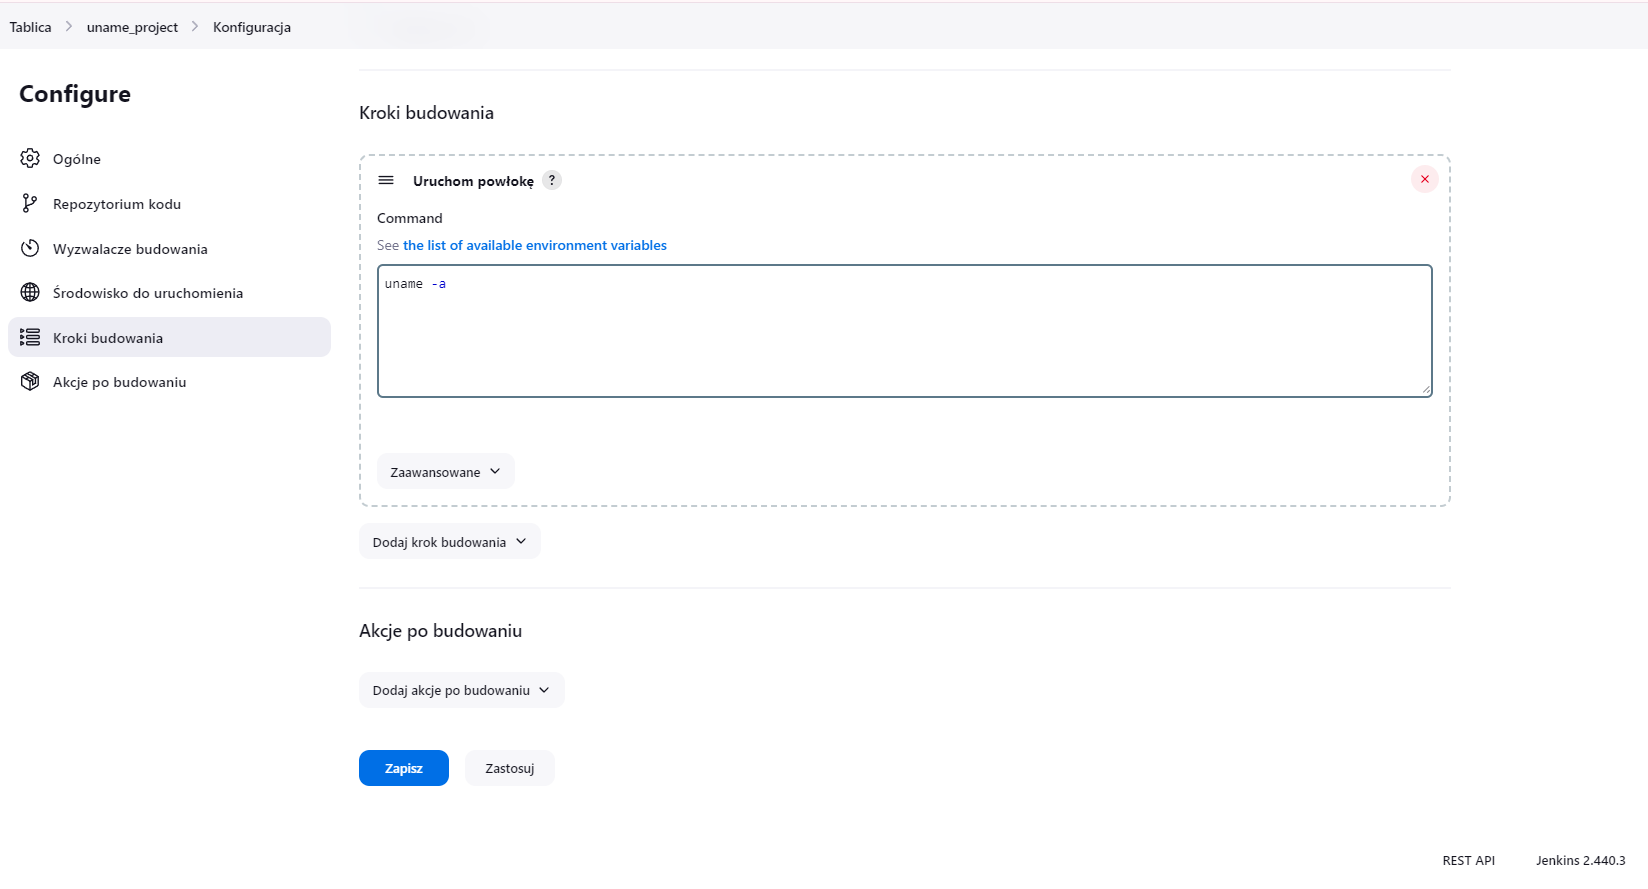 Tablica > uname_project > Konfiguracja
Configure
Ogólne
Repozytorium kodu
Wyzwalacze budowania
Środowisko do uruchomienia
Kroki budowania
Akcje po budowaniu
Kroki budowania
Uruchom powłokę ?
Command
See the list of available environment variables
uname -a
Zaawansowane
Dodaj krok budowania
Akcje po budowaniu
Dodaj akcje po budowaniu
Zapisz Zastosuj
REST API Jenkins 2.440.3